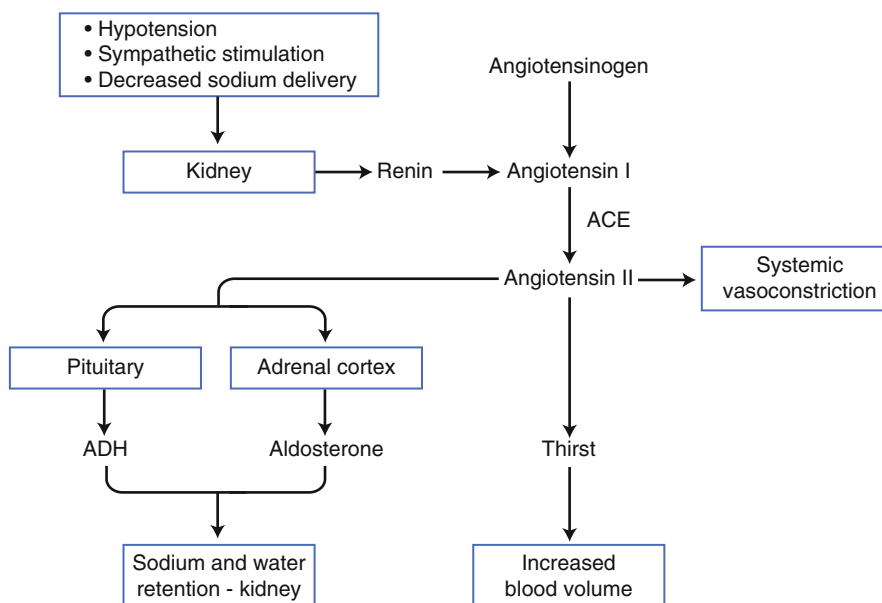 • Hypotension
• Sympathetic stimulation
• Decreased sodium delivery
Angiotensinogen
Kidney
Renin
Angiotensin I
ACE
Angiotensin II
Systemic
vasoconstriction
Pituitary
Adrenal cortex
ADH
Aldosterone
Thirst
Sodium and water
retention - kidney
Increased
blood volume